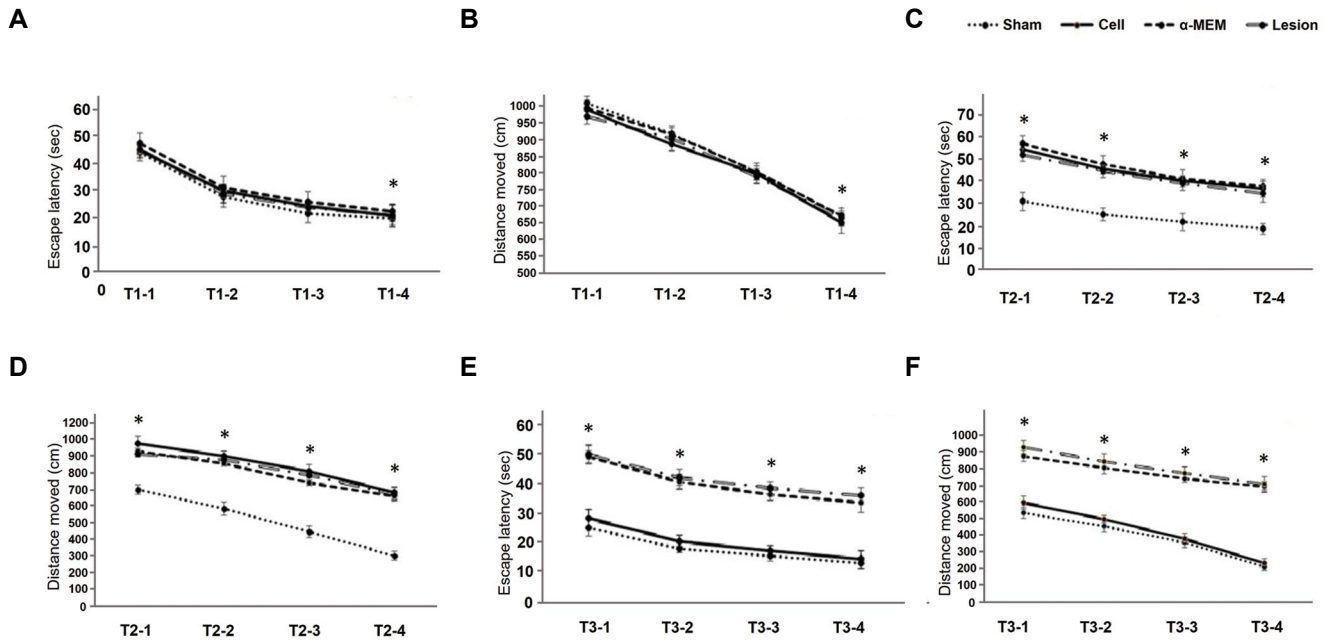 A
B
C
Sham Cell α-MEM Lesion
Escape latency (sec)
60
50
40
30
20
10
0
0 T1-1 T1-2 T1-3 T1-4
*
Distance moved (cm)
1000
950
900
850
800
750
700
650
600
550
500
T1-1 T1-2 T1-3 T1-4
*
Escape latency (sec)
70
60
50
40
30
20
10
0
T2-1 T2-2 T2-3 T2-4
* * * *
D
E
F
Distance moved (cm)
1200
1000
900
800
700
600
500
400
300
200
100
0
T2-1 T2-2 T2-3 T2-4
* * * *
Escape latency (sec)
60
50
40
30
20
10
0
T3-1 T3-2 T3-3 T3-4
* * * *
Distance moved (cm)
1000
900
800
700
600
500
400
300
200
100
0
T3-1 T3-2 T3-3 T3-4
* * * *